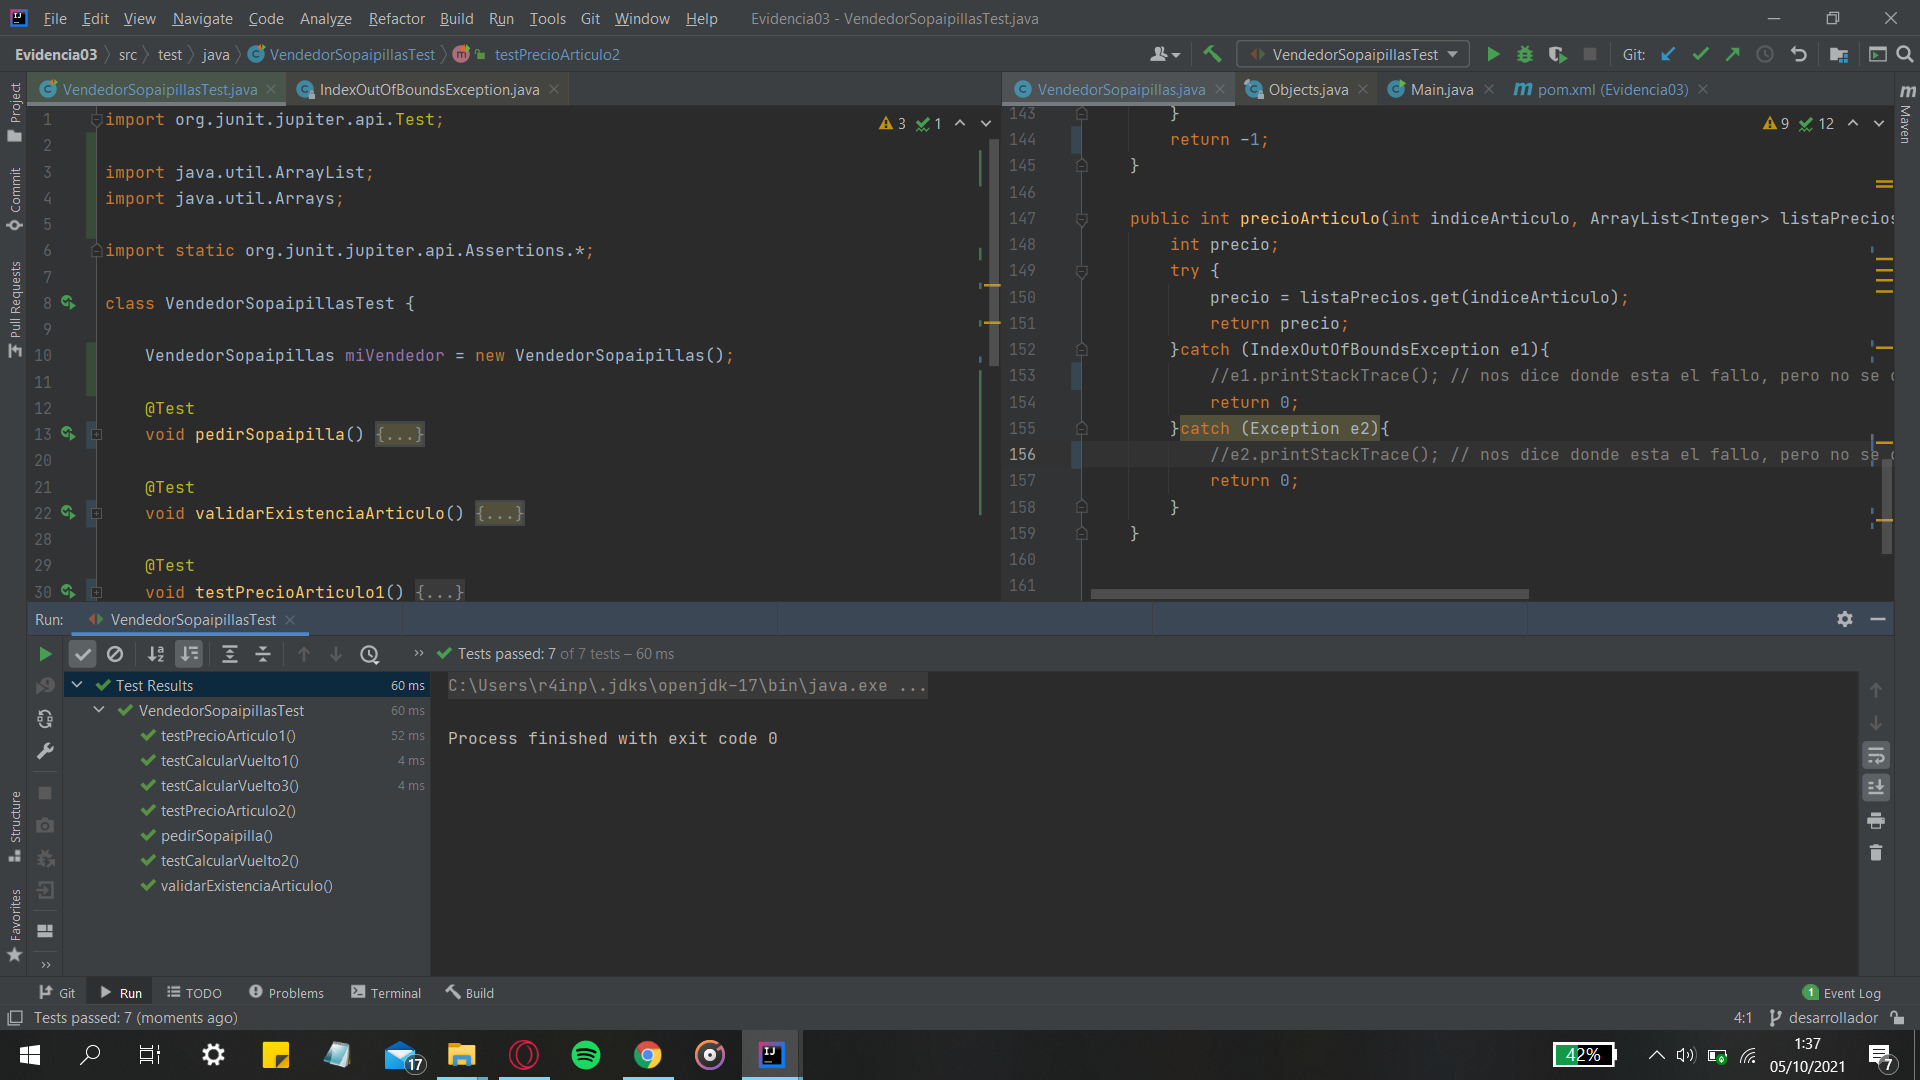 File Edit View Navigate Code Analyze Refactor Build Run Tools Git Window Help Evidencia03 - VendedorSopaipillasTest.java
Evidencia03 src test java VendedorSopaipillasTest testPrecioArticulo2 VendedorSopaipillasTest Git:
VendedorSopaipillasTest.java IndexOutOfBoundsException.java VendedorSopaipillas.java Objects.java Main.java pom.xml (Evidencia03)
Project
Commit
Pull Requests
Structure
Favorites
Maven
3 1
1 import org.junit.jupiter.api.Test;
2
3 import java.util.ArrayList;
4 import java.util.Arrays;
5
6 import static org.junit.jupiter.api.Assertions.*;
7
8 class VendedorSopaipillasTest {
9
10 VendedorSopaipillas miVendedor = new VendedorSopaipillas();
11
12 @Test
13 void pedirSopaipilla() {...}
20
21 @Test
22 void validarExistenciaArticulo() {...}
28
29 @Test
30 void testPrecioArticulo1() {...}
9 12
143 }
144 return -1;
145 }
146
147 public int precioArticulo(int indiceArticulo, ArrayList<Integer> listaPrecios
148 int precio;
149 try {
150 precio = listaPrecios.get(indiceArticulo);
151 return precio;
152 }catch (IndexOutOfBoundsException e1){
153 //e1.printStackTrace(); // nos dice donde esta el fallo, pero no se
154 return 0;
155 }catch (Exception e2){
156 //e2.printStackTrace(); // nos dice donde esta el fallo, pero no se
157 return 0;
158 }
159 }
160
161
Run: VendedorSopaipillasTest
Tests passed: 7 of 7 tests – 60 ms
Test Results 60 ms
VendedorSopaipillasTest 60 ms
testPrecioArticulo1() 52 ms
testCalcularVuelto1() 4 ms
testCalcularVuelto3() 4 ms
testPrecioArticulo2()
pedirSopaipilla()
testCalcularVuelto2()
validarExistenciaArticulo()
C:\Users\r4inp\.jdks\openjdk-17\bin\java.exe ...
Process finished with exit code 0
Git Run TODO Problems Terminal Build 1 Event Log
Tests passed: 7 (moments ago) 4:1 desarrollador
17 42% 1:37
05/10/2021 7